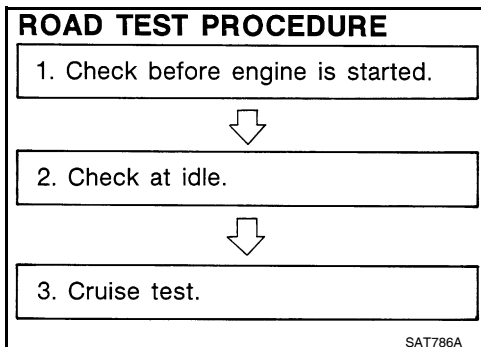 ROAD TEST PROCEDURE
1. Check before engine is started.
2. Check at idle.
3. Cruise test.
SAT786A